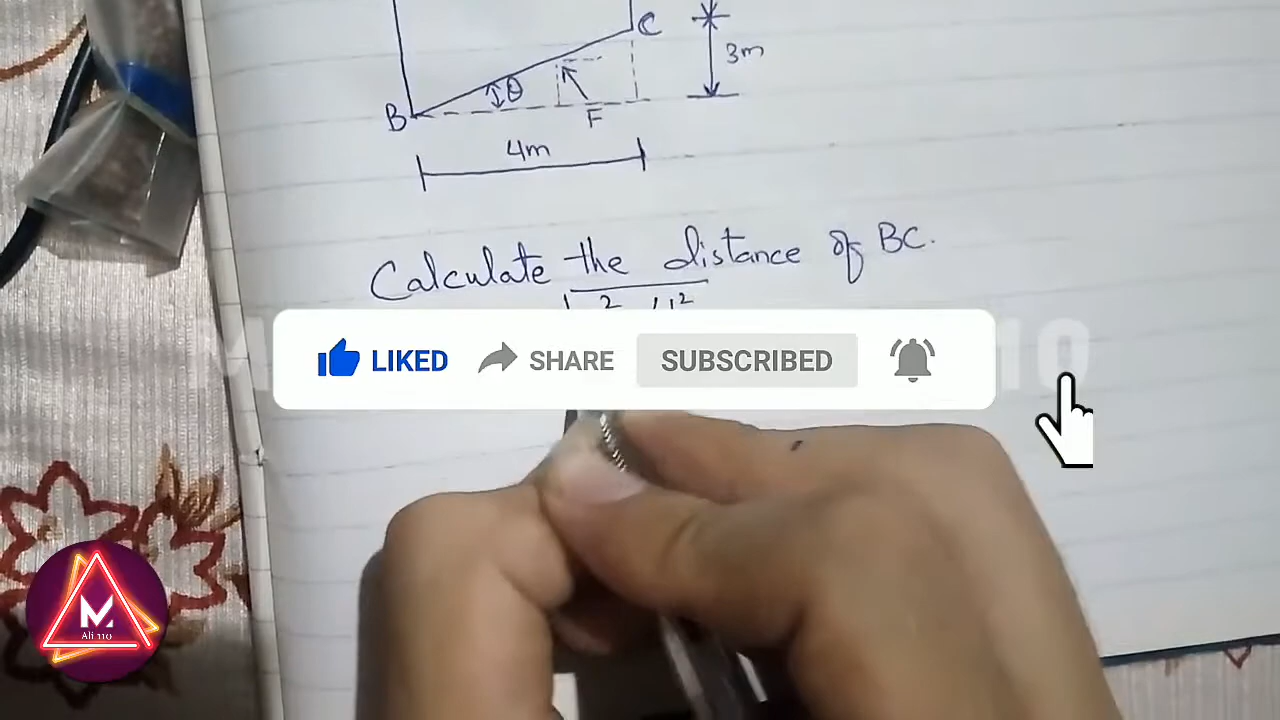 C
3m
θ
B
F
4m
Calculate the distance of BC.
LIKED SHARE SUBSCRIBED
M
Ali 110